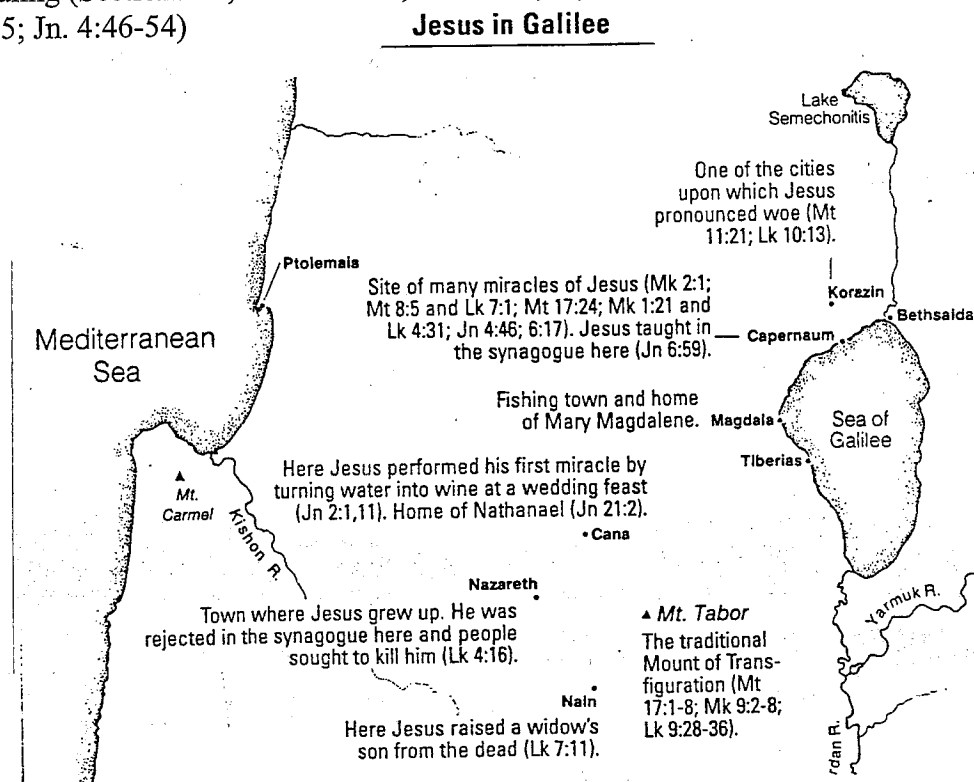 5; Jn. 4:46-54)
Jesus in Galilee
Lake
Semechonitis
One of the cities
upon which Jesus
pronounced woe (Mt
11:21; Lk 10:13).
Ptolemais
Korazin
Bethsaida
Site of many miracles of Jesus (Mk 2:1;
Mt 8:5 and Lk 7:1; Mt 17:24; Mk 1:21 and
Lk 4:31; Jn 4:46; 6:17). Jesus taught in
the synagogue here (Jn 6:59).
Capernaum
Mediterranean
Sea
Fishing town and home
of Mary Magdalene.
Magdala
Sea of
Galilee
Tiberias
Mt.
Carmel
Kishon R.
Here Jesus performed his first miracle by
turning water into wine at a wedding feast
(Jn 2:1,11). Home of Nathanael (Jn 21:2).
Cana
Nazareth
Town where Jesus grew up. He was
rejected in the synagogue here and people
sought to kill him (Lk 4:16).
Mt. Tabor
The traditional
Mount of Trans-
figuration (Mt
17:1-8; Mk 9:2-8;
Lk 9:28-36).
Yarmuk R.
Nain
Here Jesus raised a widow's
son from the dead (Lk 7:11).
rdan R.